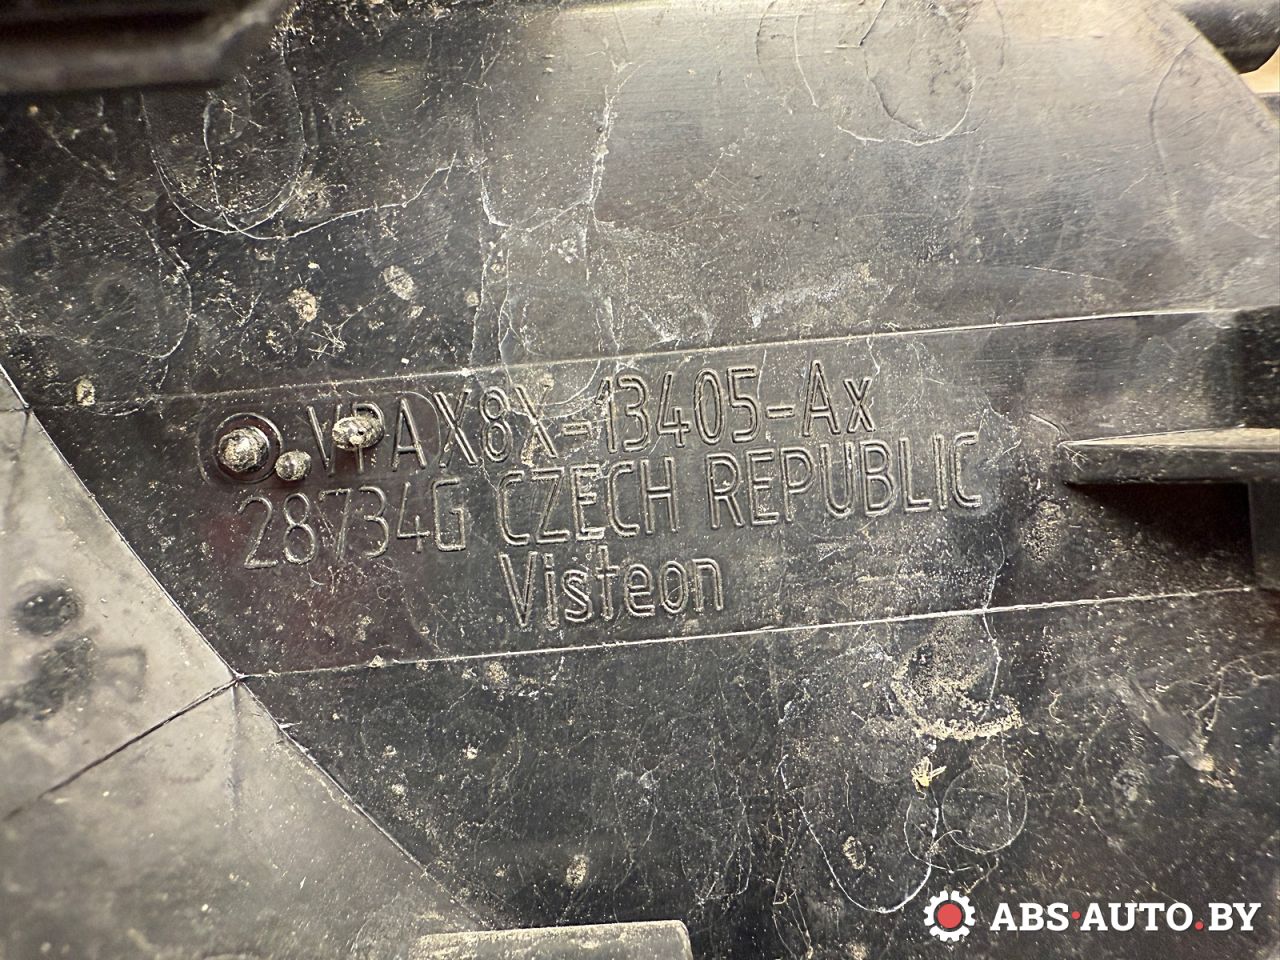 VPAX8X-13405-Ax
28734G CZECH REPUBLIC
Visteon
ABS·AUTO.BY